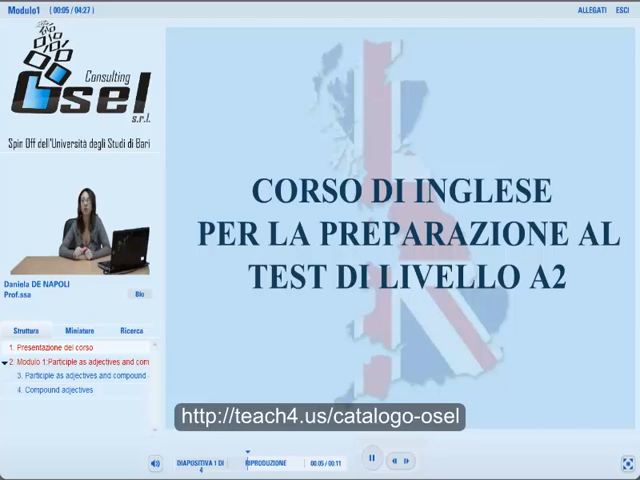 Modulo1 ( 00:05 / 04:27 )
ALLEGATI ESCI
Consulting
Osel
s.r.l.
Spin Off dell'Università degli Studi di Bari
CORSO DI INGLESE
PER LA PREPARAZIONE AL
TEST DI LIVELLO A2
Daniela DE NAPOLI
Prof.ssa
Bio
Struttura Miniature Ricerca
1. Presentazione del corso
2. Modulo 1:Participle as adjectives and com
3. Participle as adjectives and compound
4. Compound adjectives
http://teach4.us/catalogo-osel
DIAPOSITIVA 1 DI
4
RIPRODUZIONE
00:05 / 00:11